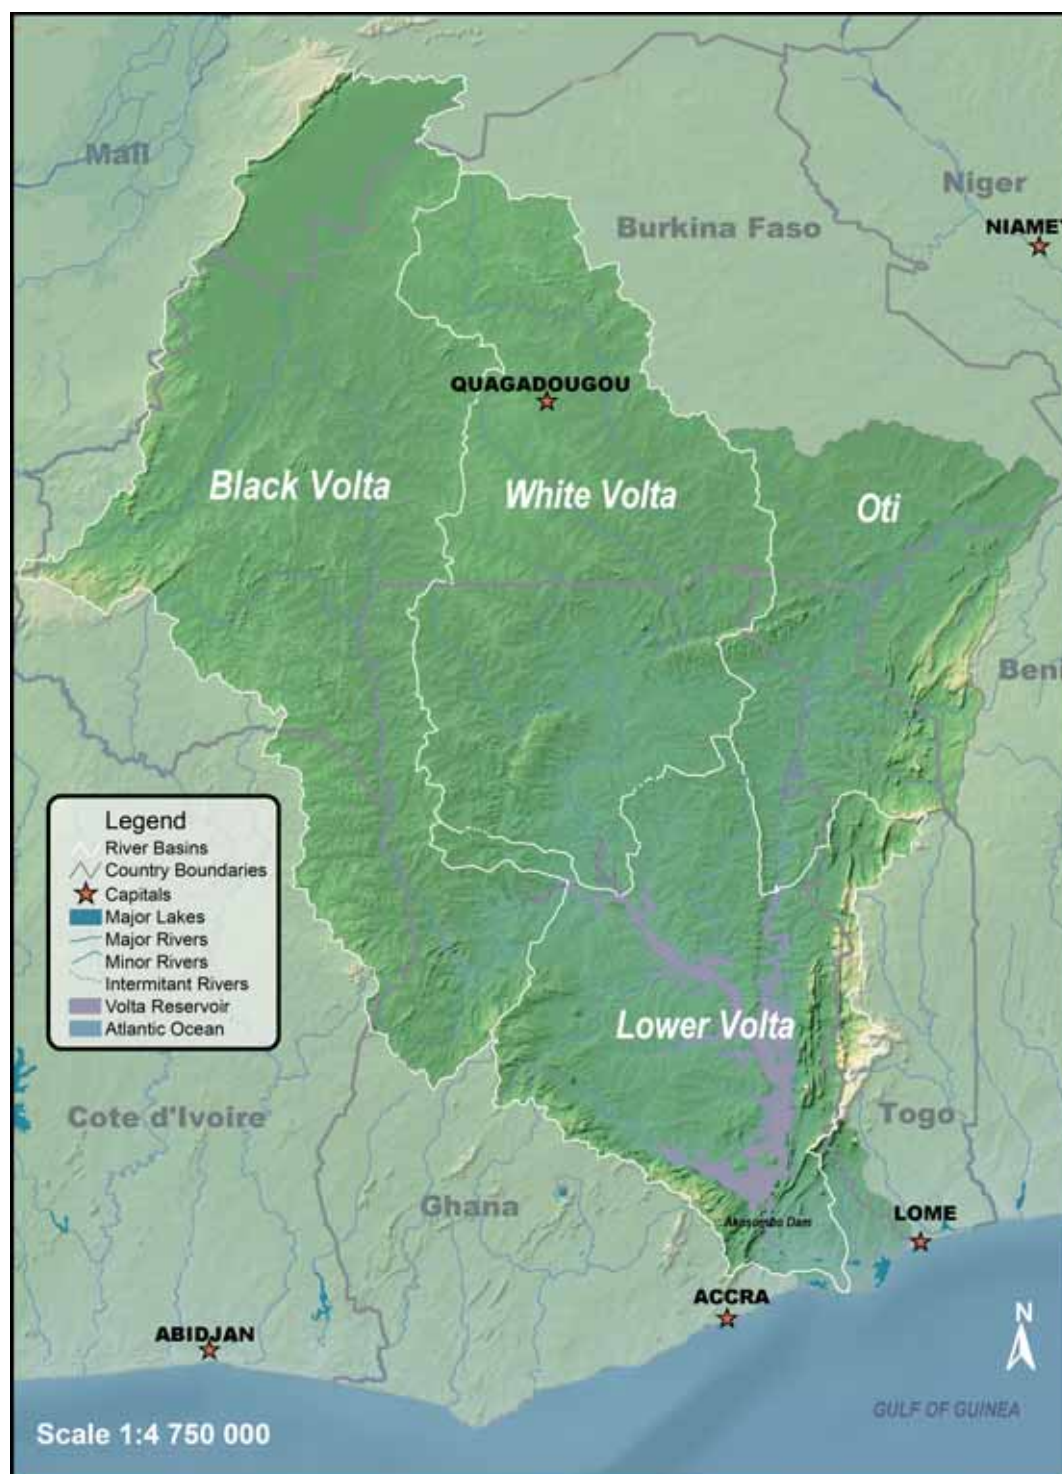 Mali
Niger
Burkina Faso
NIAMEY
QUAGADOUGOU
Black Volta
White Volta
Oti
Beni
Legend
River Basins
Country Boundaries
Capitals
Major Lakes
Major Rivers
Minor Rivers
Intermitant Rivers
Volta Reservoir
Atlantic Ocean
Lower Volta
Cote d'Ivoire
Togo
Ghana
Akosombo Dam
LOME
ACCRA
ABIDJAN
N
GULF OF GUINEA
Scale 1:4 750 000